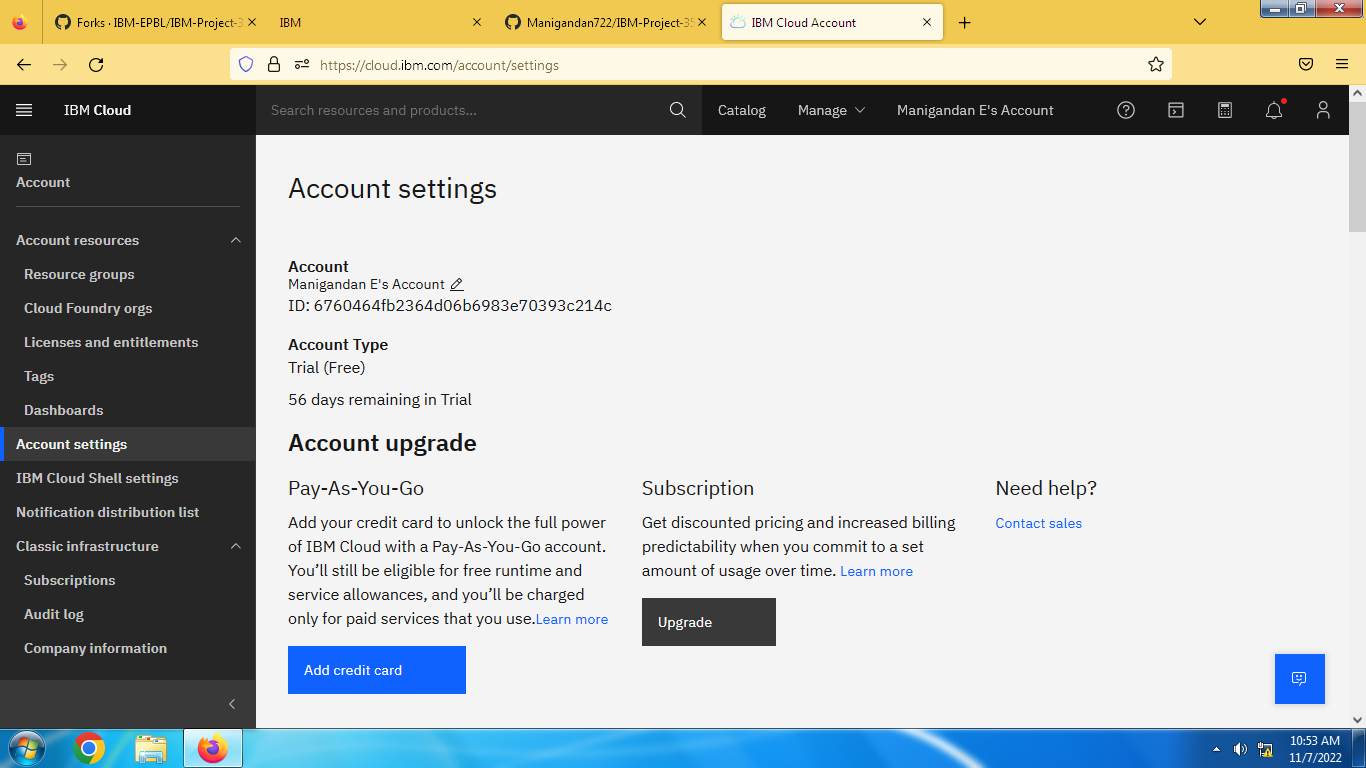 Forks · IBM-EPBL/IBM-Project-3
IBM
Manigandan722/IBM-Project-35
IBM Cloud Account
https://cloud.ibm.com/account/settings
IBM Cloud
Search resources and products...
Catalog
Manage
Manigandan E's Account
Account
Account resources
Resource groups
Cloud Foundry orgs
Licenses and entitlements
Tags
Dashboards
Account settings
IBM Cloud Shell settings
Notification distribution list
Classic infrastructure
Subscriptions
Audit log
Company information
Account settings
Account
Manigandan E's Account
ID: 6760464fb2364d06b6983e70393c214c
Account Type
Trial (Free)
56 days remaining in Trial
Account upgrade
Pay-As-You-Go
Add your credit card to unlock the full power
of IBM Cloud with a Pay-As-You-Go account.
You’ll still be eligible for free runtime and
service allowances, and you’ll be charged
only for paid services that you use.Learn more
Add credit card
Subscription
Get discounted pricing and increased billing
predictability when you commit to a set
amount of usage over time. Learn more
Upgrade
Need help?
Contact sales
10:53 AM
11/7/2022